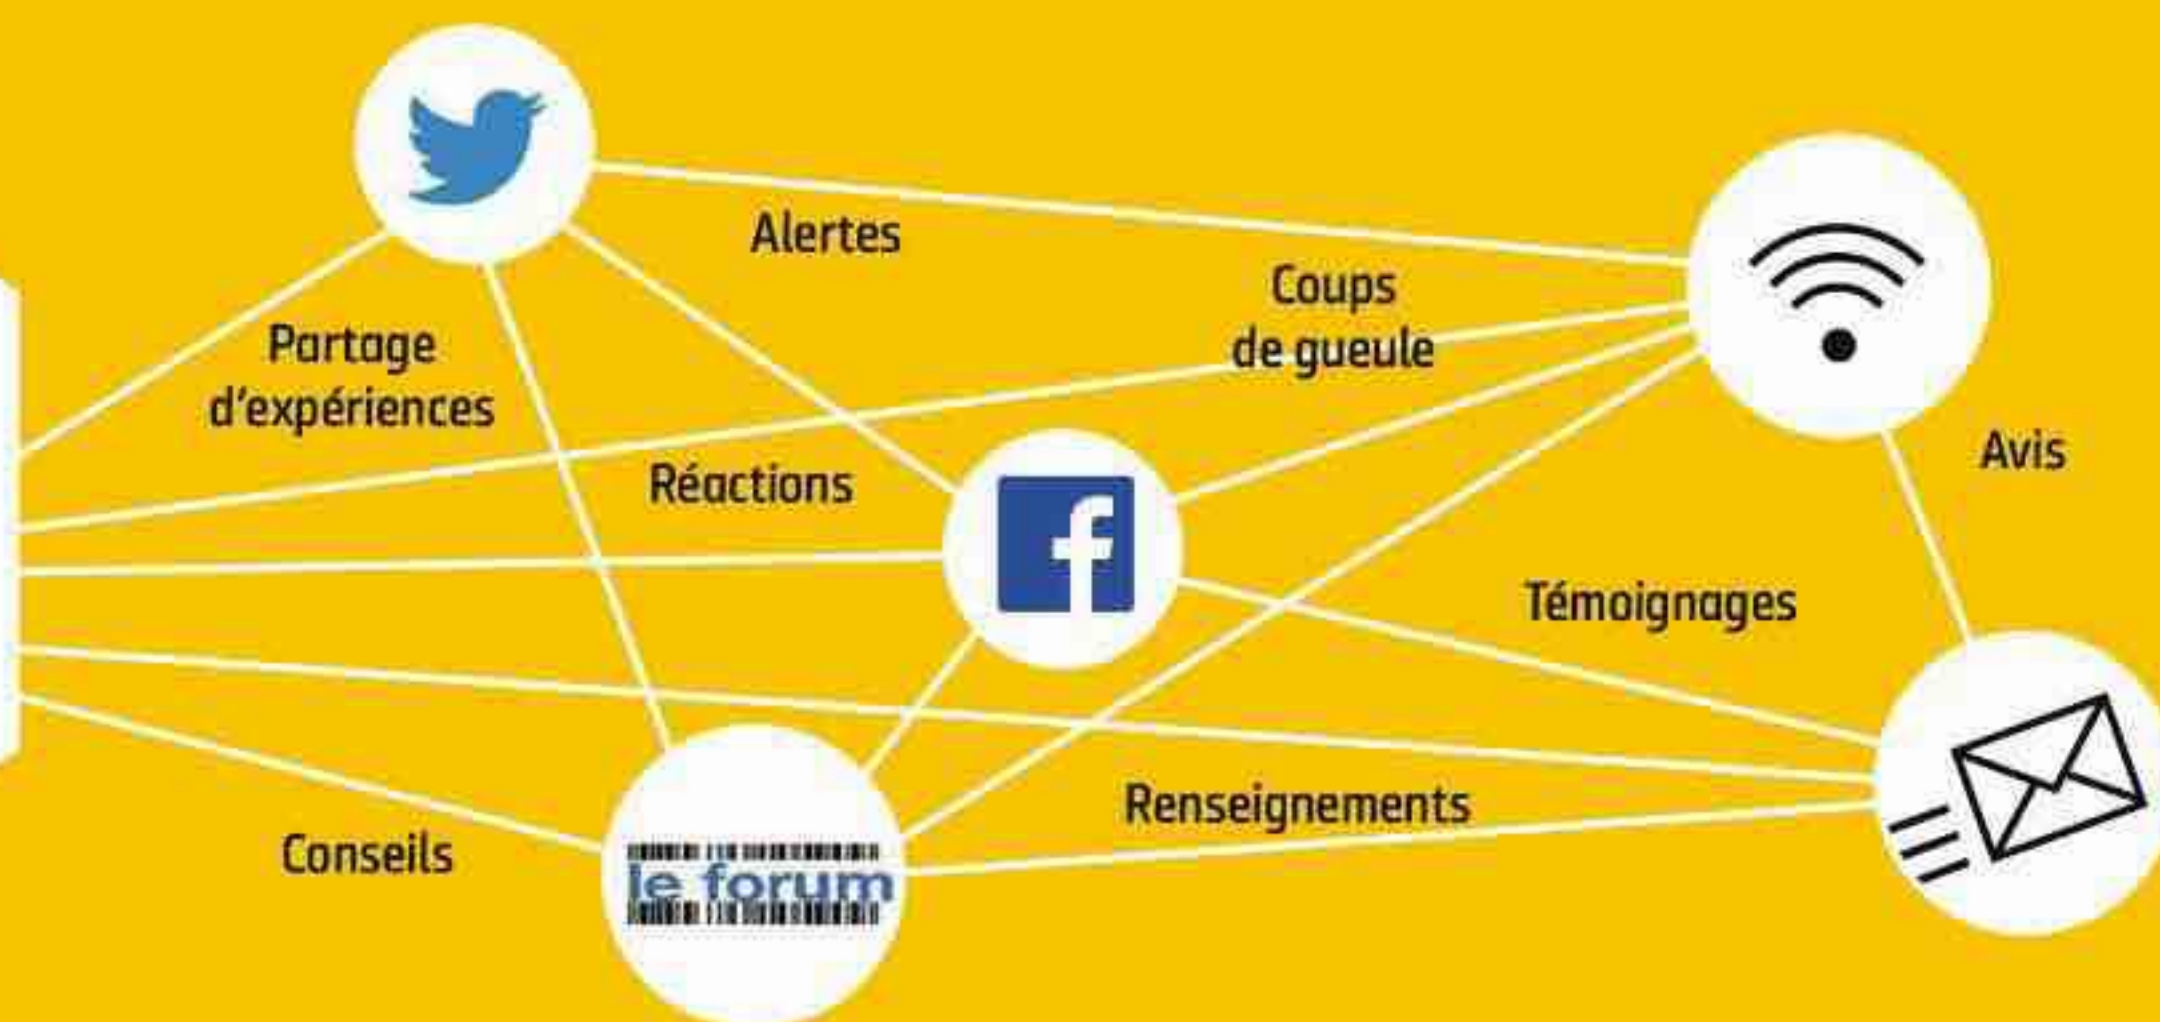 Alertes
Coups
de gueule
Partage
d'expériences
Avis
Réactions
Témoignages
Renseignements
Conseils
le forum